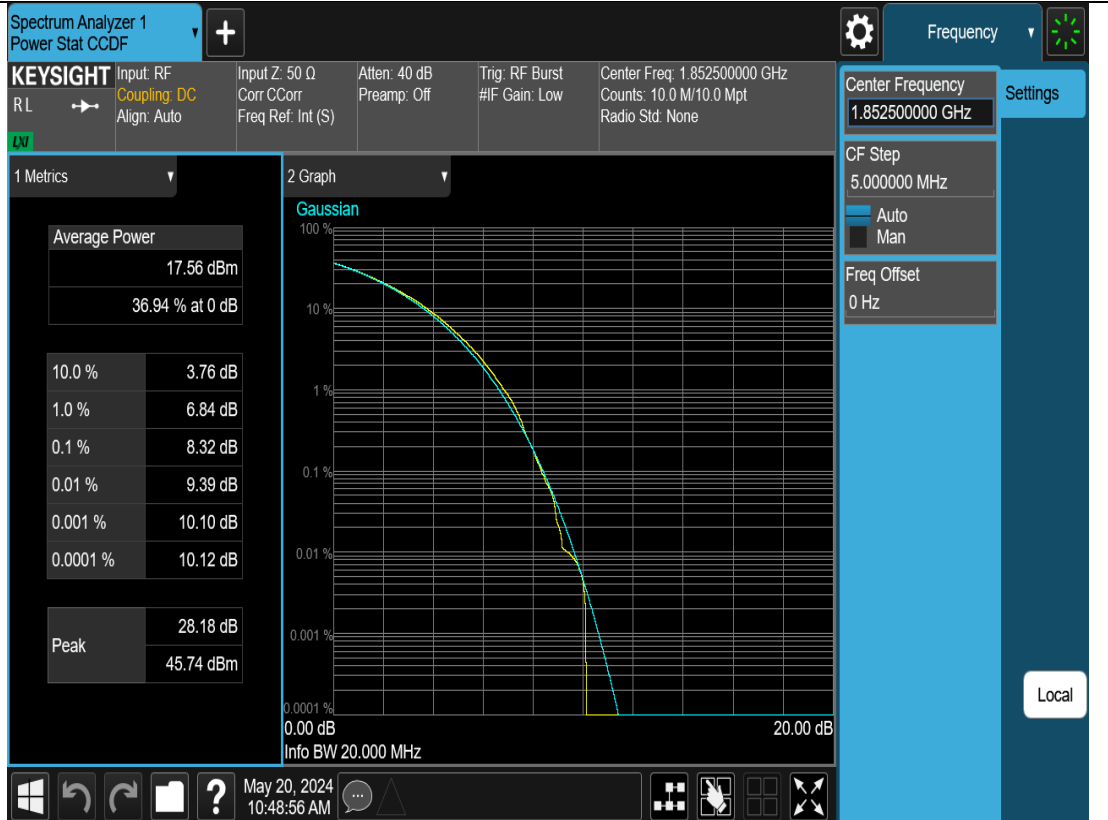 Spectrum Analyzer 1
Power Stat CCDF
+
Frequency
KEYSIGHT
RL
LXI
Input: RF
Coupling: DC
Align: Auto
Input Z: 50 Ω
Corr CCorr
Freq Ref: Int (S)
Atten: 40 dB
Preamp: Off
Trig: RF Burst
#IF Gain: Low
Center Freq: 1.852500000 GHz
Counts: 10.0 M/10.0 Mpt
Radio Std: None
Center Frequency
1.852500000 GHz
Settings
CF Step
5.000000 MHz
Auto
Man
Freq Offset
0 Hz
1 Metrics
Average Power
17.56 dBm
36.94 % at 0 dB
10.0 % 3.76 dB
1.0 % 6.84 dB
0.1 % 8.32 dB
0.01 % 9.39 dB
0.001 % 10.10 dB
0.0001 % 10.12 dB
Peak
28.18 dB
45.74 dBm
2 Graph
Gaussian
100 %
10 %
1 %
0.1 %
0.01 %
0.001 %
0.0001 %
0.00 dB 20.00 dB
Info BW 20.000 MHz
Local
?
May 20, 2024
10:48:56 AM